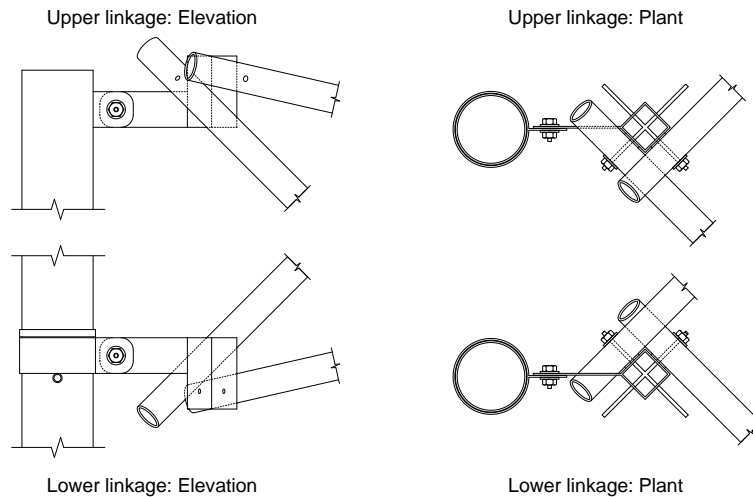 Upper linkage: Elevation
Upper linkage: Plant
Lower linkage: Elevation
Lower linkage: Plant